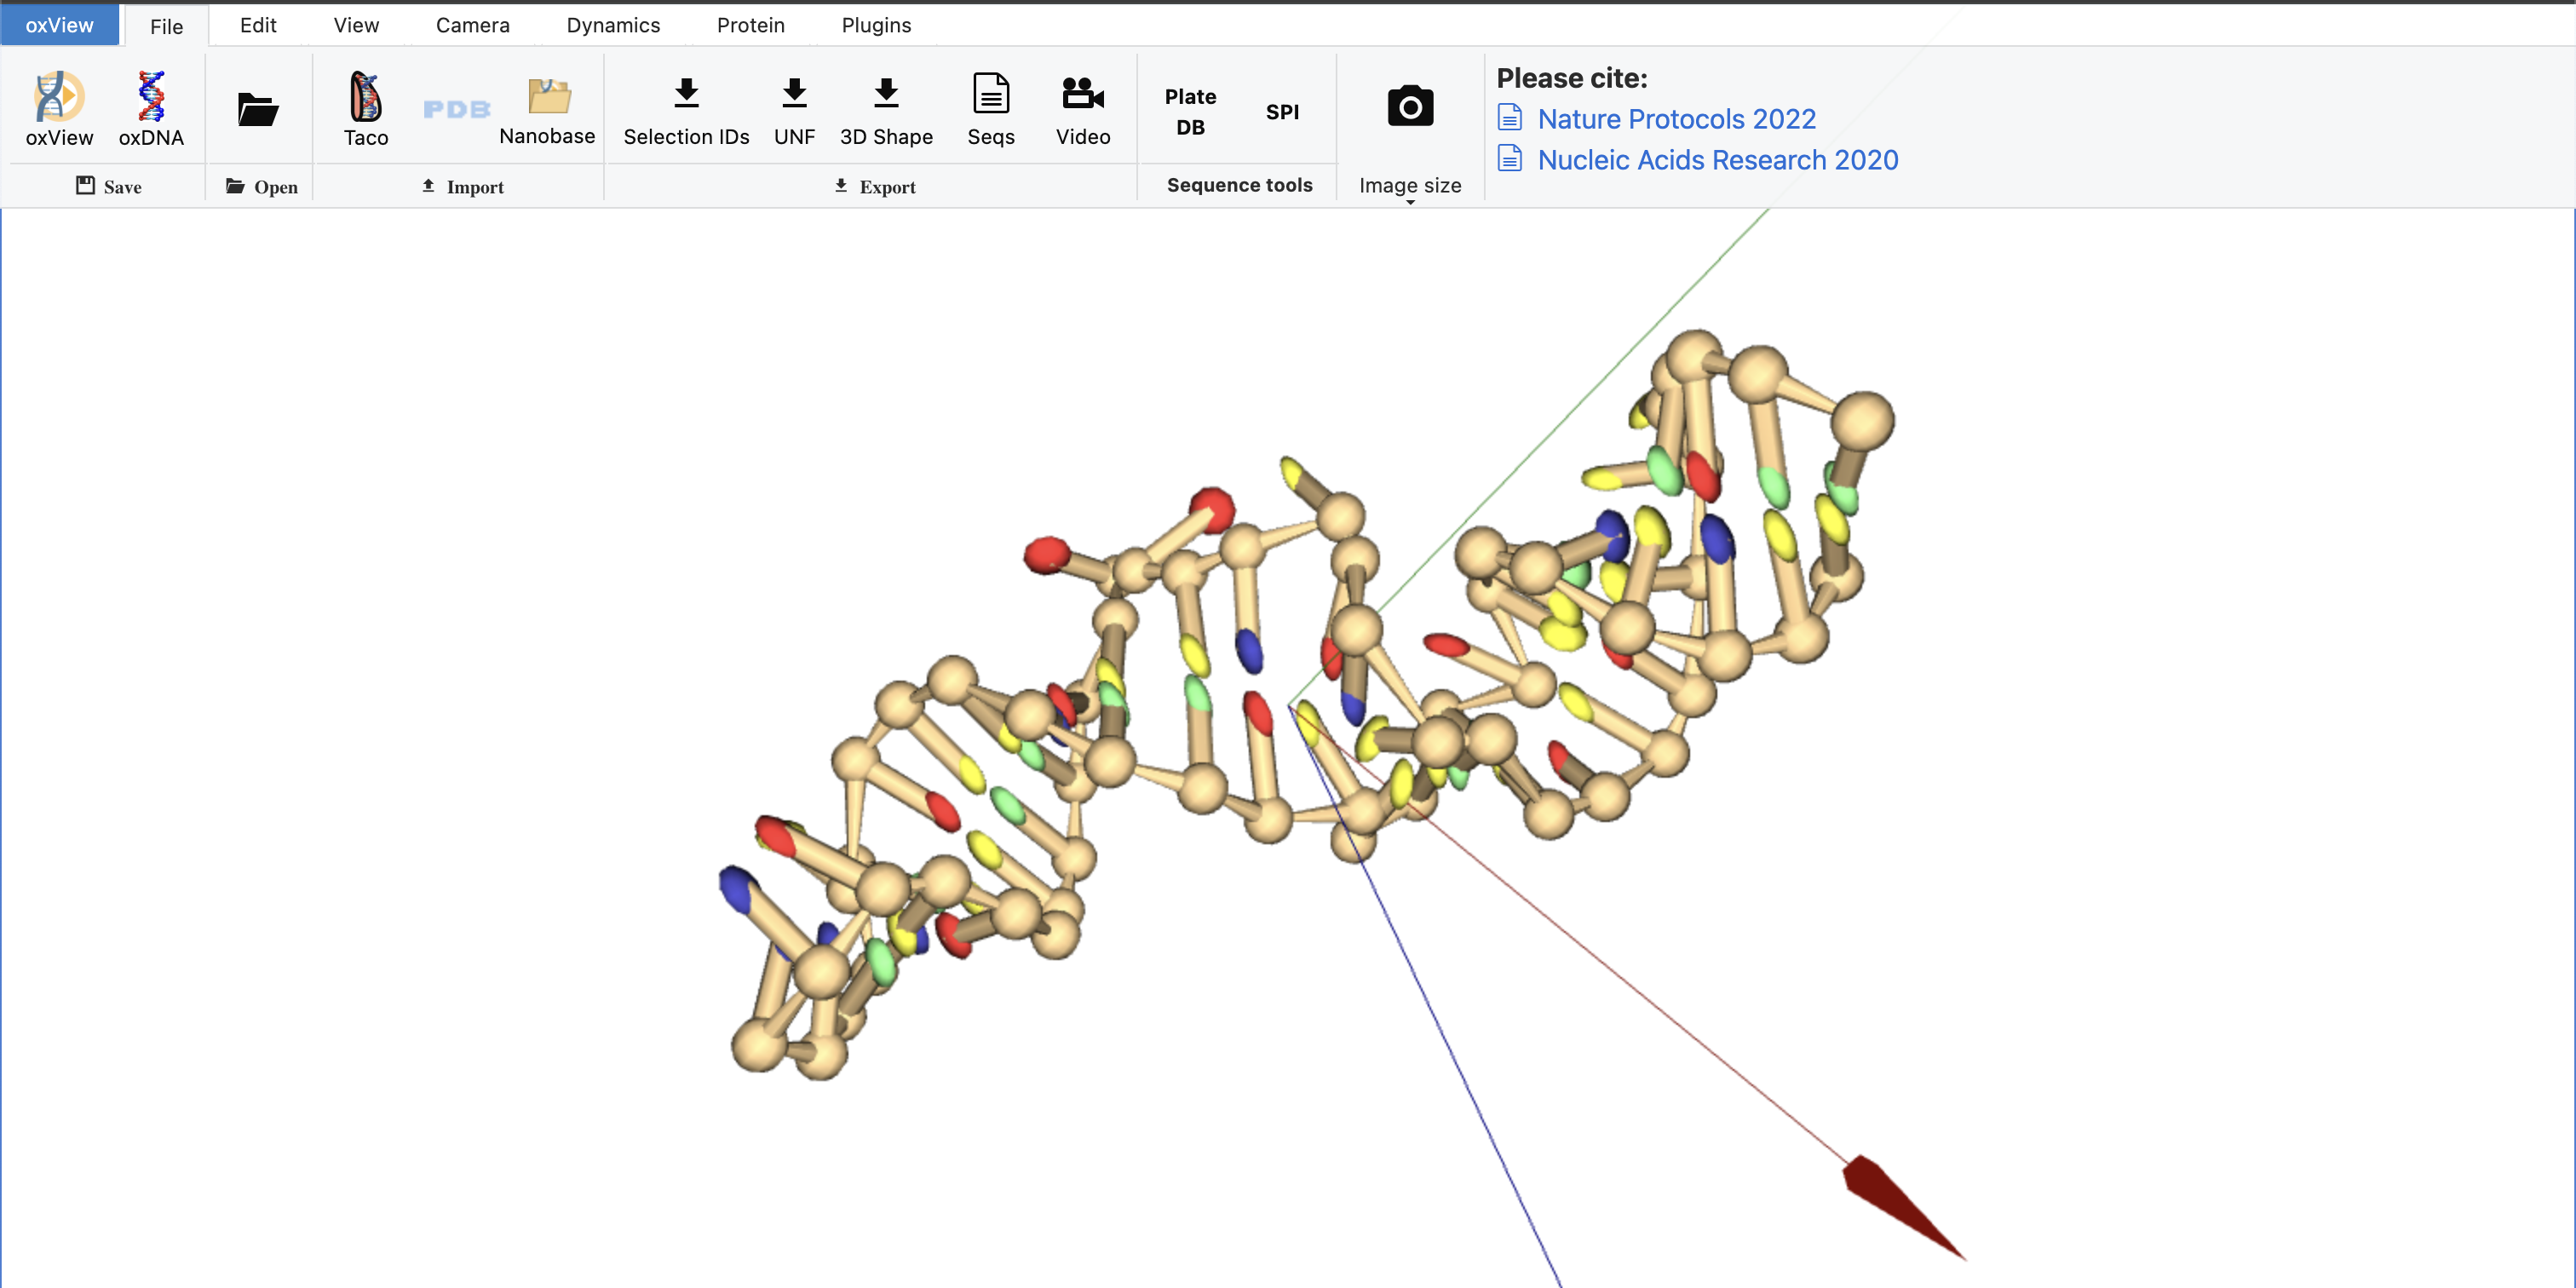 oxView File Edit View Camera Dynamics Protein Plugins
oxView oxDNA
Taco PDB Nanobase
Selection IDs UNF 3D Shape Seqs Video
Plate
DB
SPI
Please cite:
Nature Protocols 2022
Nucleic Acids Research 2020
Save Open Import Export Sequence tools Image size